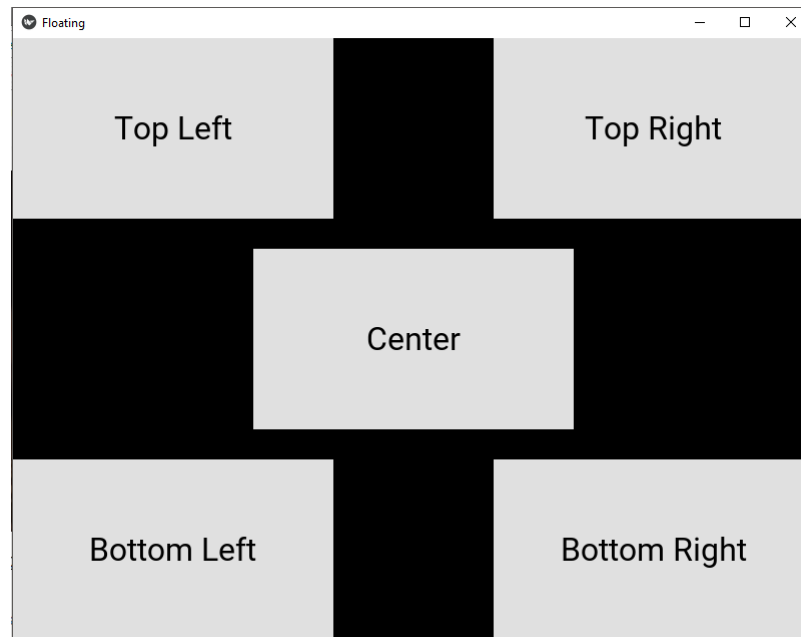 Floating
Top Left
Top Right
Center
Bottom Left
Bottom Right